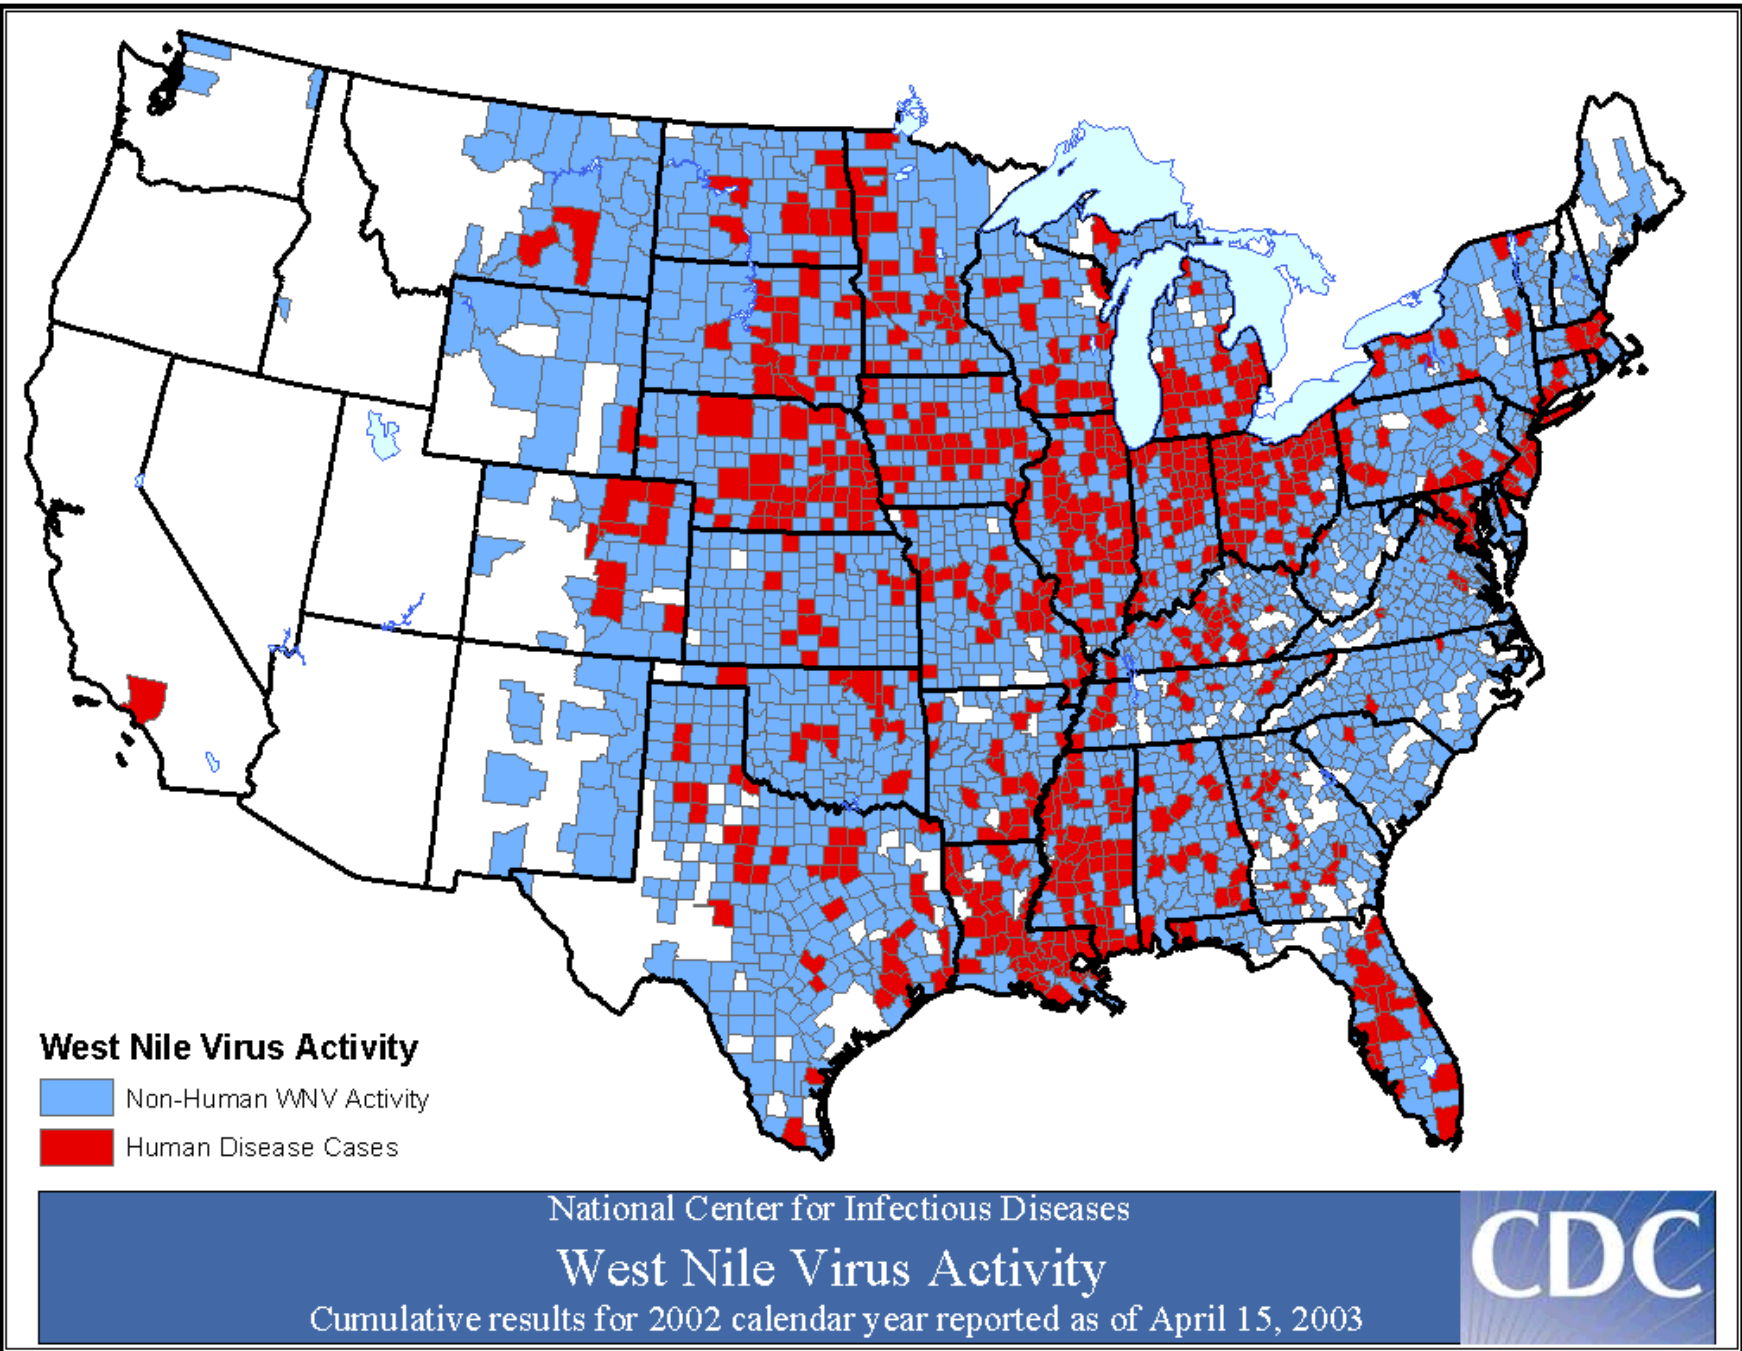 West Nile Virus Activity
Non-Human WNV Activity
Human Disease Cases
National Center for Infectious Diseases
West Nile Virus Activity
Cumulative results for 2002 calendar year reported as of April 15, 2003
CDC